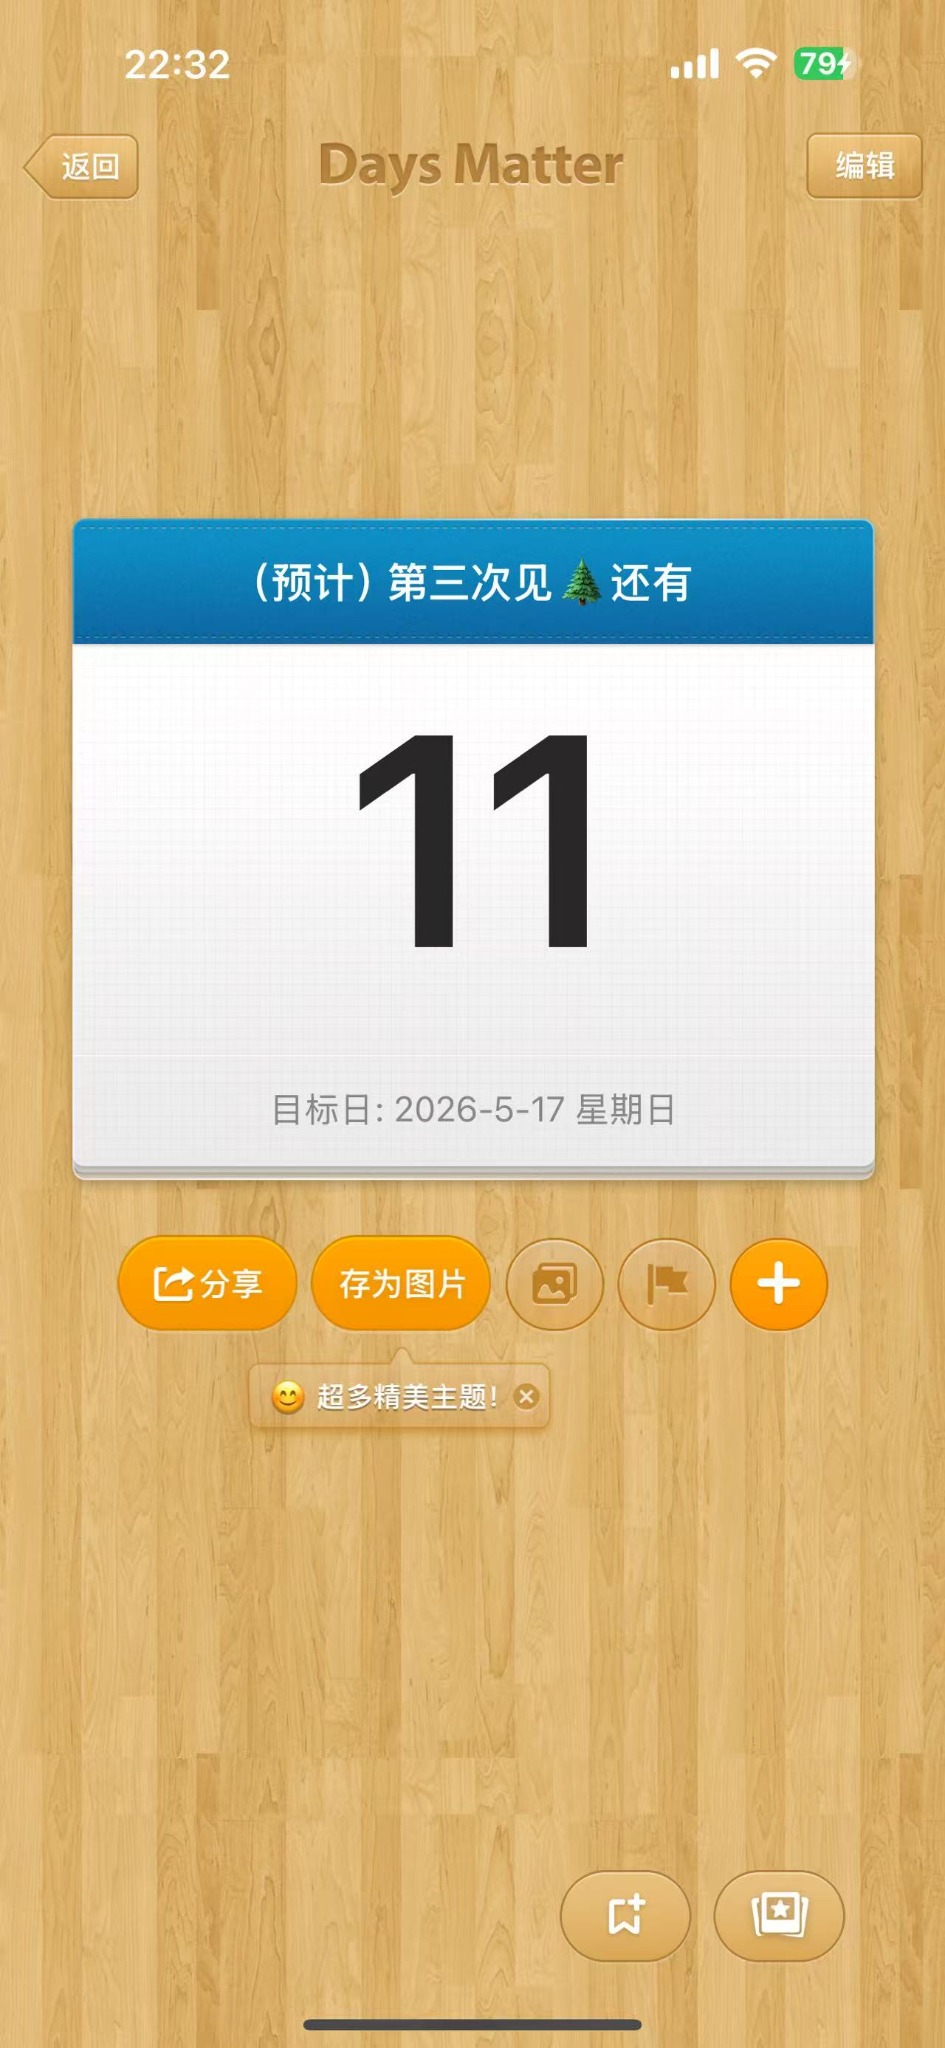 22:32
79
返回
Days Matter
编辑
（预计）第三次见🌲还有
11
目标日: 2026-5-17 星期日
分享
存为图片
😊 超多精美主题！